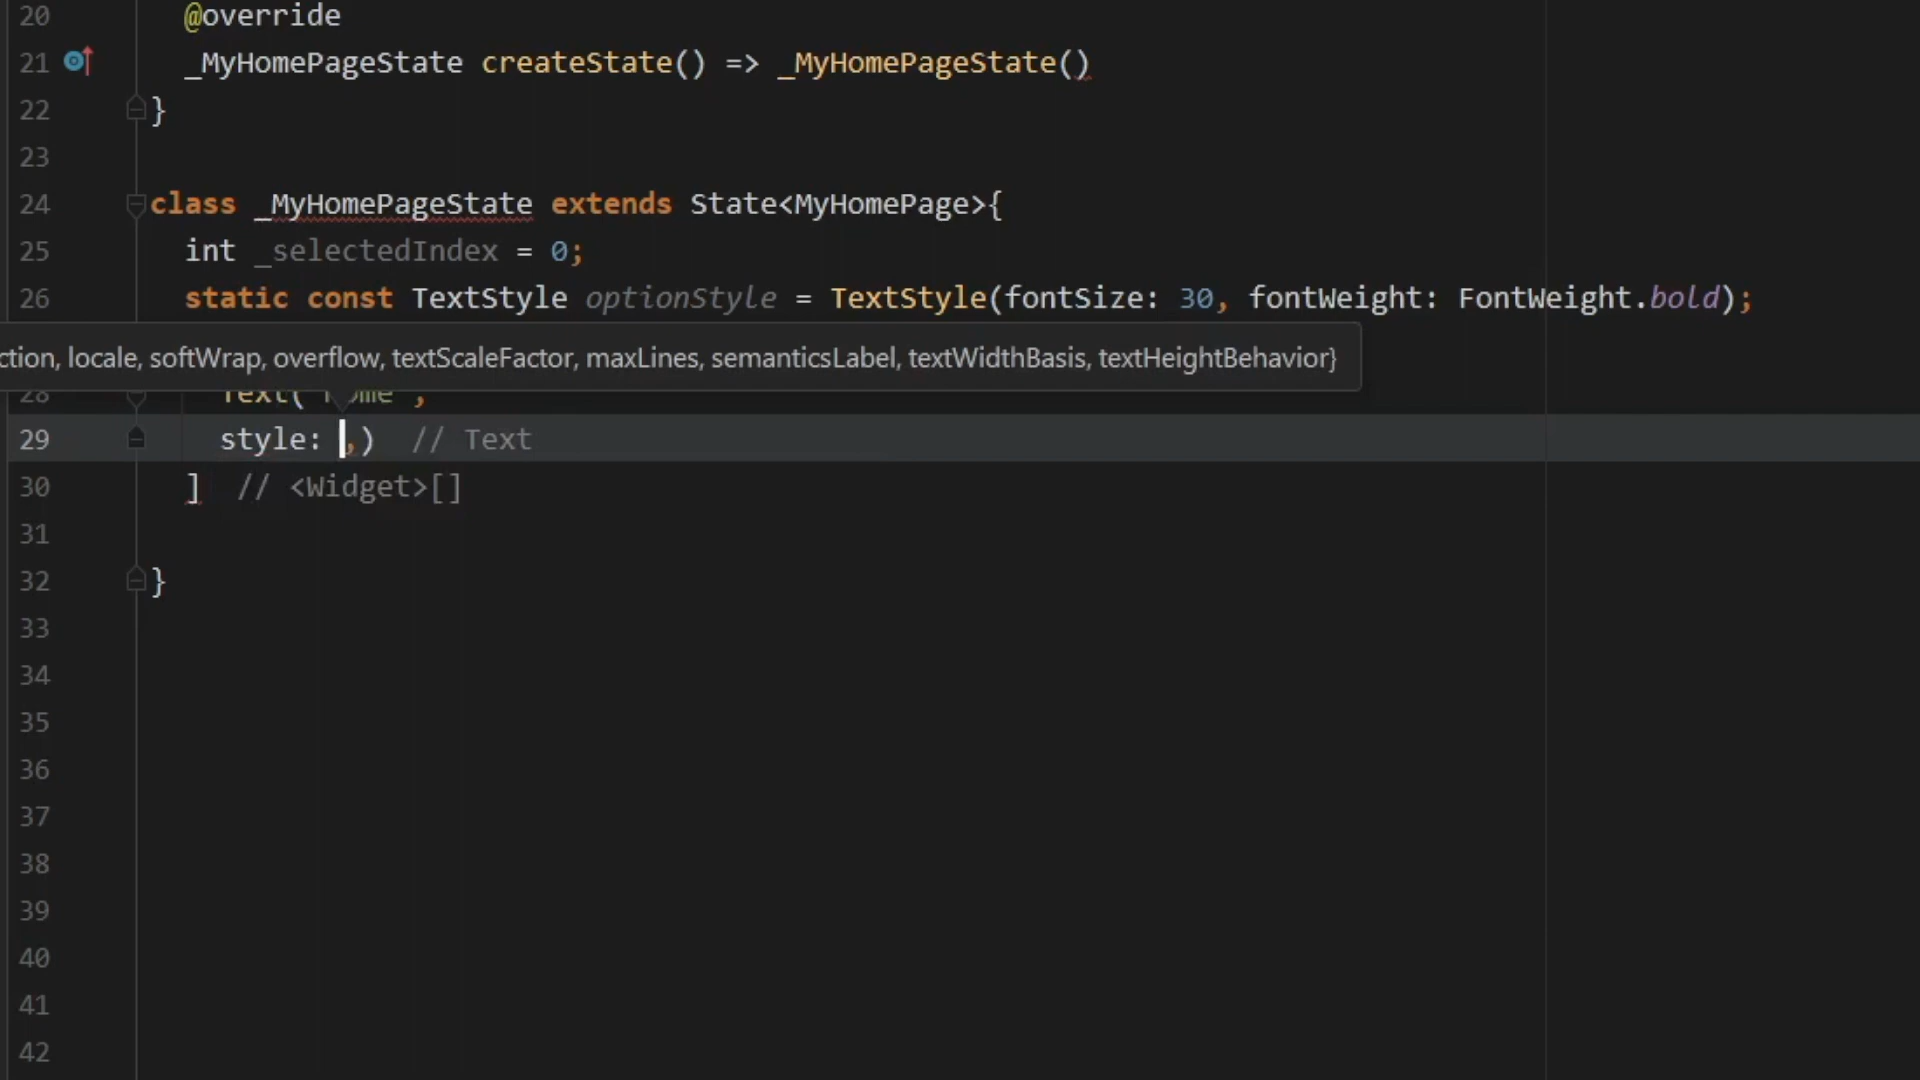 20 @override
21 _MyHomePageState createState() => _MyHomePageState()
22 }
23
24 class _MyHomePageState extends State<MyHomePage>{
25 int _selectedIndex = 0;
26 static const TextStyle optionStyle = TextStyle(fontSize: 30, fontWeight: FontWeight.bold);
ction, locale, softWrap, overflow, textScaleFactor, maxLines, semanticsLabel, textWidthBasis, textHeightBehavior}
28 Text(
29 style: ,) // Text
30 ] // <Widget>[]
31
32 }
33
34
35
36
37
38
39
40
41
42